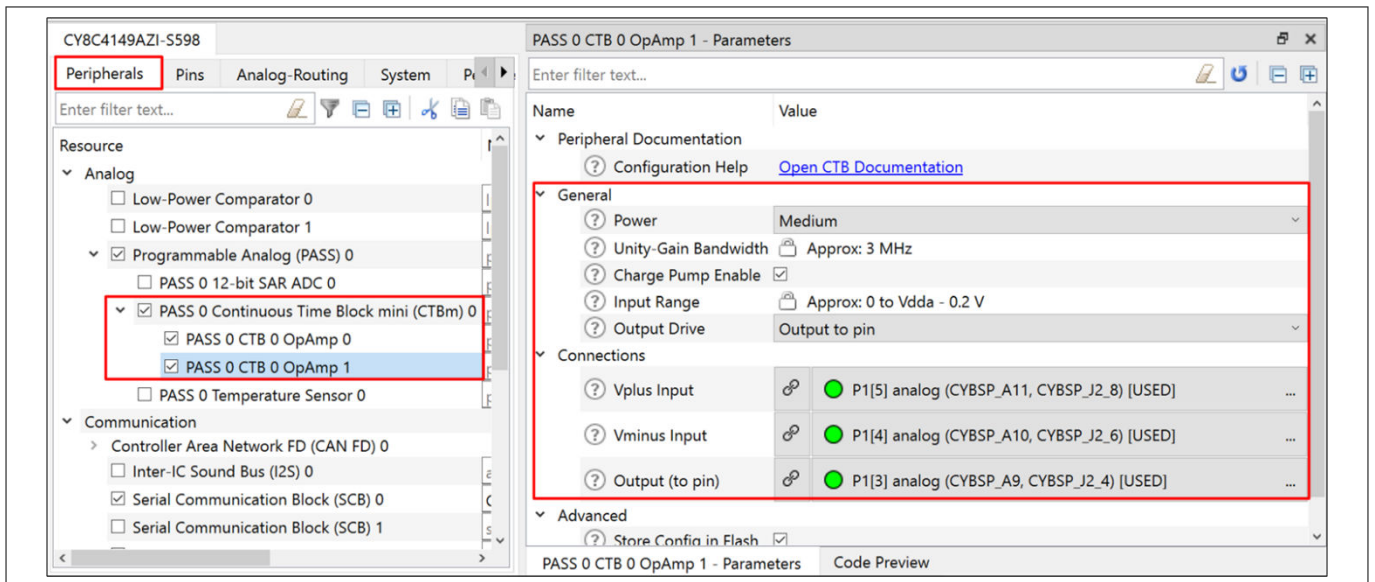 CY8C4149AZI-S598
Peripherals Pins Analog-Routing System
Enter filter text...
Resource
Analog
Low-Power Comparator 0
Low-Power Comparator 1
Programmable Analog (PASS) 0
PASS 0 12-bit SAR ADC 0
PASS 0 Continuous Time Block mini (CTBm) 0
PASS 0 CTB 0 OpAmp 0
PASS 0 CTB 0 OpAmp 1
PASS 0 Temperature Sensor 0
Communication
Controller Area Network FD (CAN FD) 0
Inter-IC Sound Bus (I2S) 0
Serial Communication Block (SCB) 0
Serial Communication Block (SCB) 1
PASS 0 CTB 0 OpAmp 1 - Parameters
Enter filter text...
Name Value
Peripheral Documentation
Configuration Help Open CTB Documentation
General
Power Medium
Unity-Gain Bandwidth Approx: 3 MHz
Charge Pump Enable
Input Range Approx: 0 to Vdda - 0.2 V
Output Drive Output to pin
Connections
Vplus Input P1[5] analog (CYBSP_A11, CYBSP_J2_8) [USED] ...
Vminus Input P1[4] analog (CYBSP_A10, CYBSP_J2_6) [USED] ...
Output (to pin) P1[3] analog (CYBSP_A9, CYBSP_J2_4) [USED] ...
Advanced
Store Config in Flash
PASS 0 CTB 0 OpAmp 1 - Parameters Code Preview